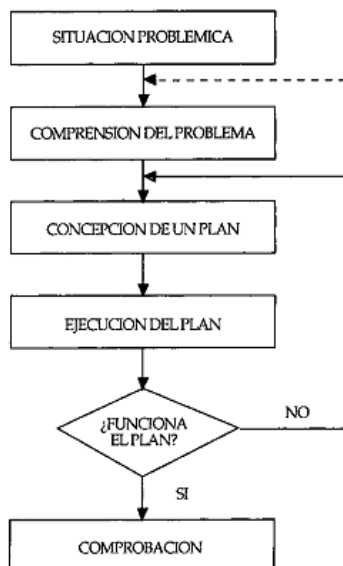 SITUACION PROBLEMICA
COMPRENSION DEL PROBLEMA
CONCEPCION DE UN PLAN
EJECUCION DEL PLAN
¿FUNCIONA
EL PLAN?
NO
SI
COMPROBACION